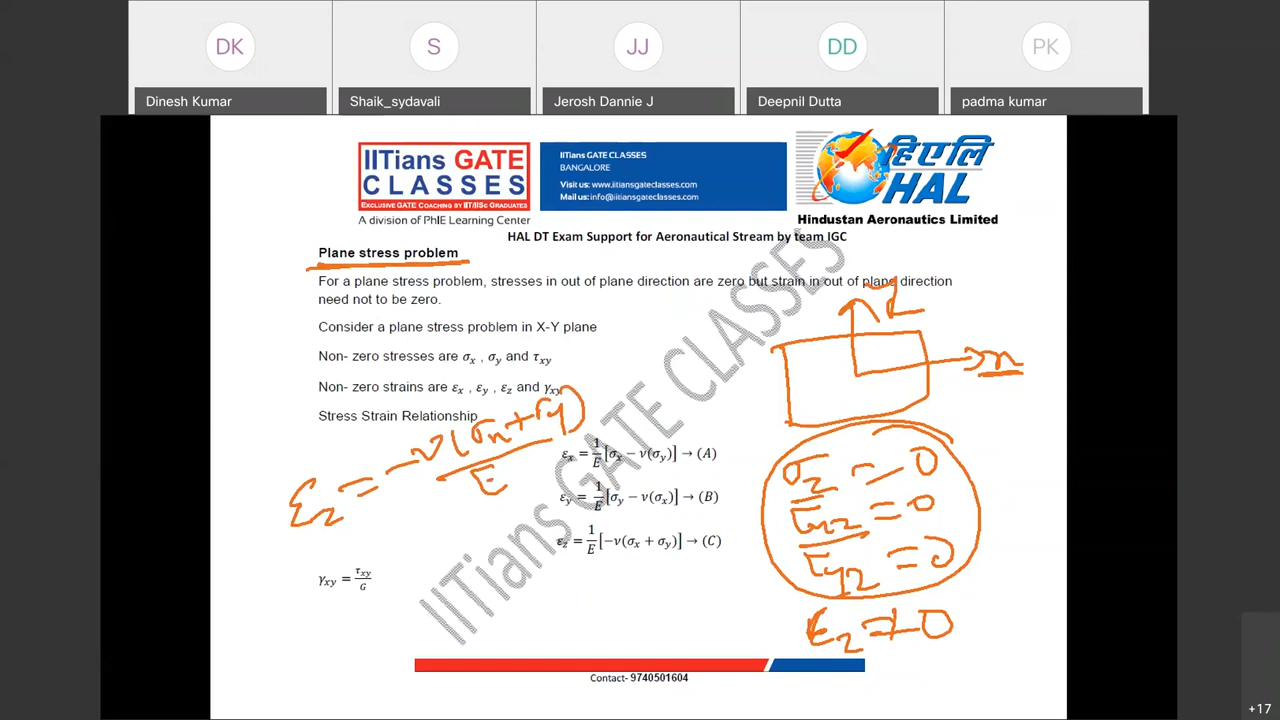 DK
S
JJ
DD
PK
Dinesh Kumar
Shaik_sydavali
Jerosh Dannie J
Deepnil Dutta
padma kumar
IITians GATE
CLASSES
EXCLUSIVE GATE COACHING BY IIT/IISc GRADUATES
A division of PhIE Learning Center
IITians GATE CLASSES
BANGALORE
Visit us: www.iitiansgateclasses.com
Mail us: info@iitiansgateclasses.com
हिएलि
HAL
Hindustan Aeronautics Limited
HAL DT Exam Support for Aeronautical Stream by team IGC
Plane stress problem
For a plane stress problem, stresses in out of plane direction are zero but strain in out of plane direction
need not to be zero.
Consider a plane stress problem in X-Y plane
Non- zero stresses are σx , σy and τxy
Non- zero strains are εx , εy , εz and γxy
Stress Strain Relationship
εx = 1/E [σx − ν(σy)] → (A)
εy = 1/E [σy − ν(σx)] → (B)
εz = 1/E [−ν(σx + σy)] → (C)
γxy = τxy/G
εz = −ν(σx+σy)/E
σz = 0
τyz = 0
εz ≠ 0
IITians GATE CLASSES
Contact- 9740501604
+17